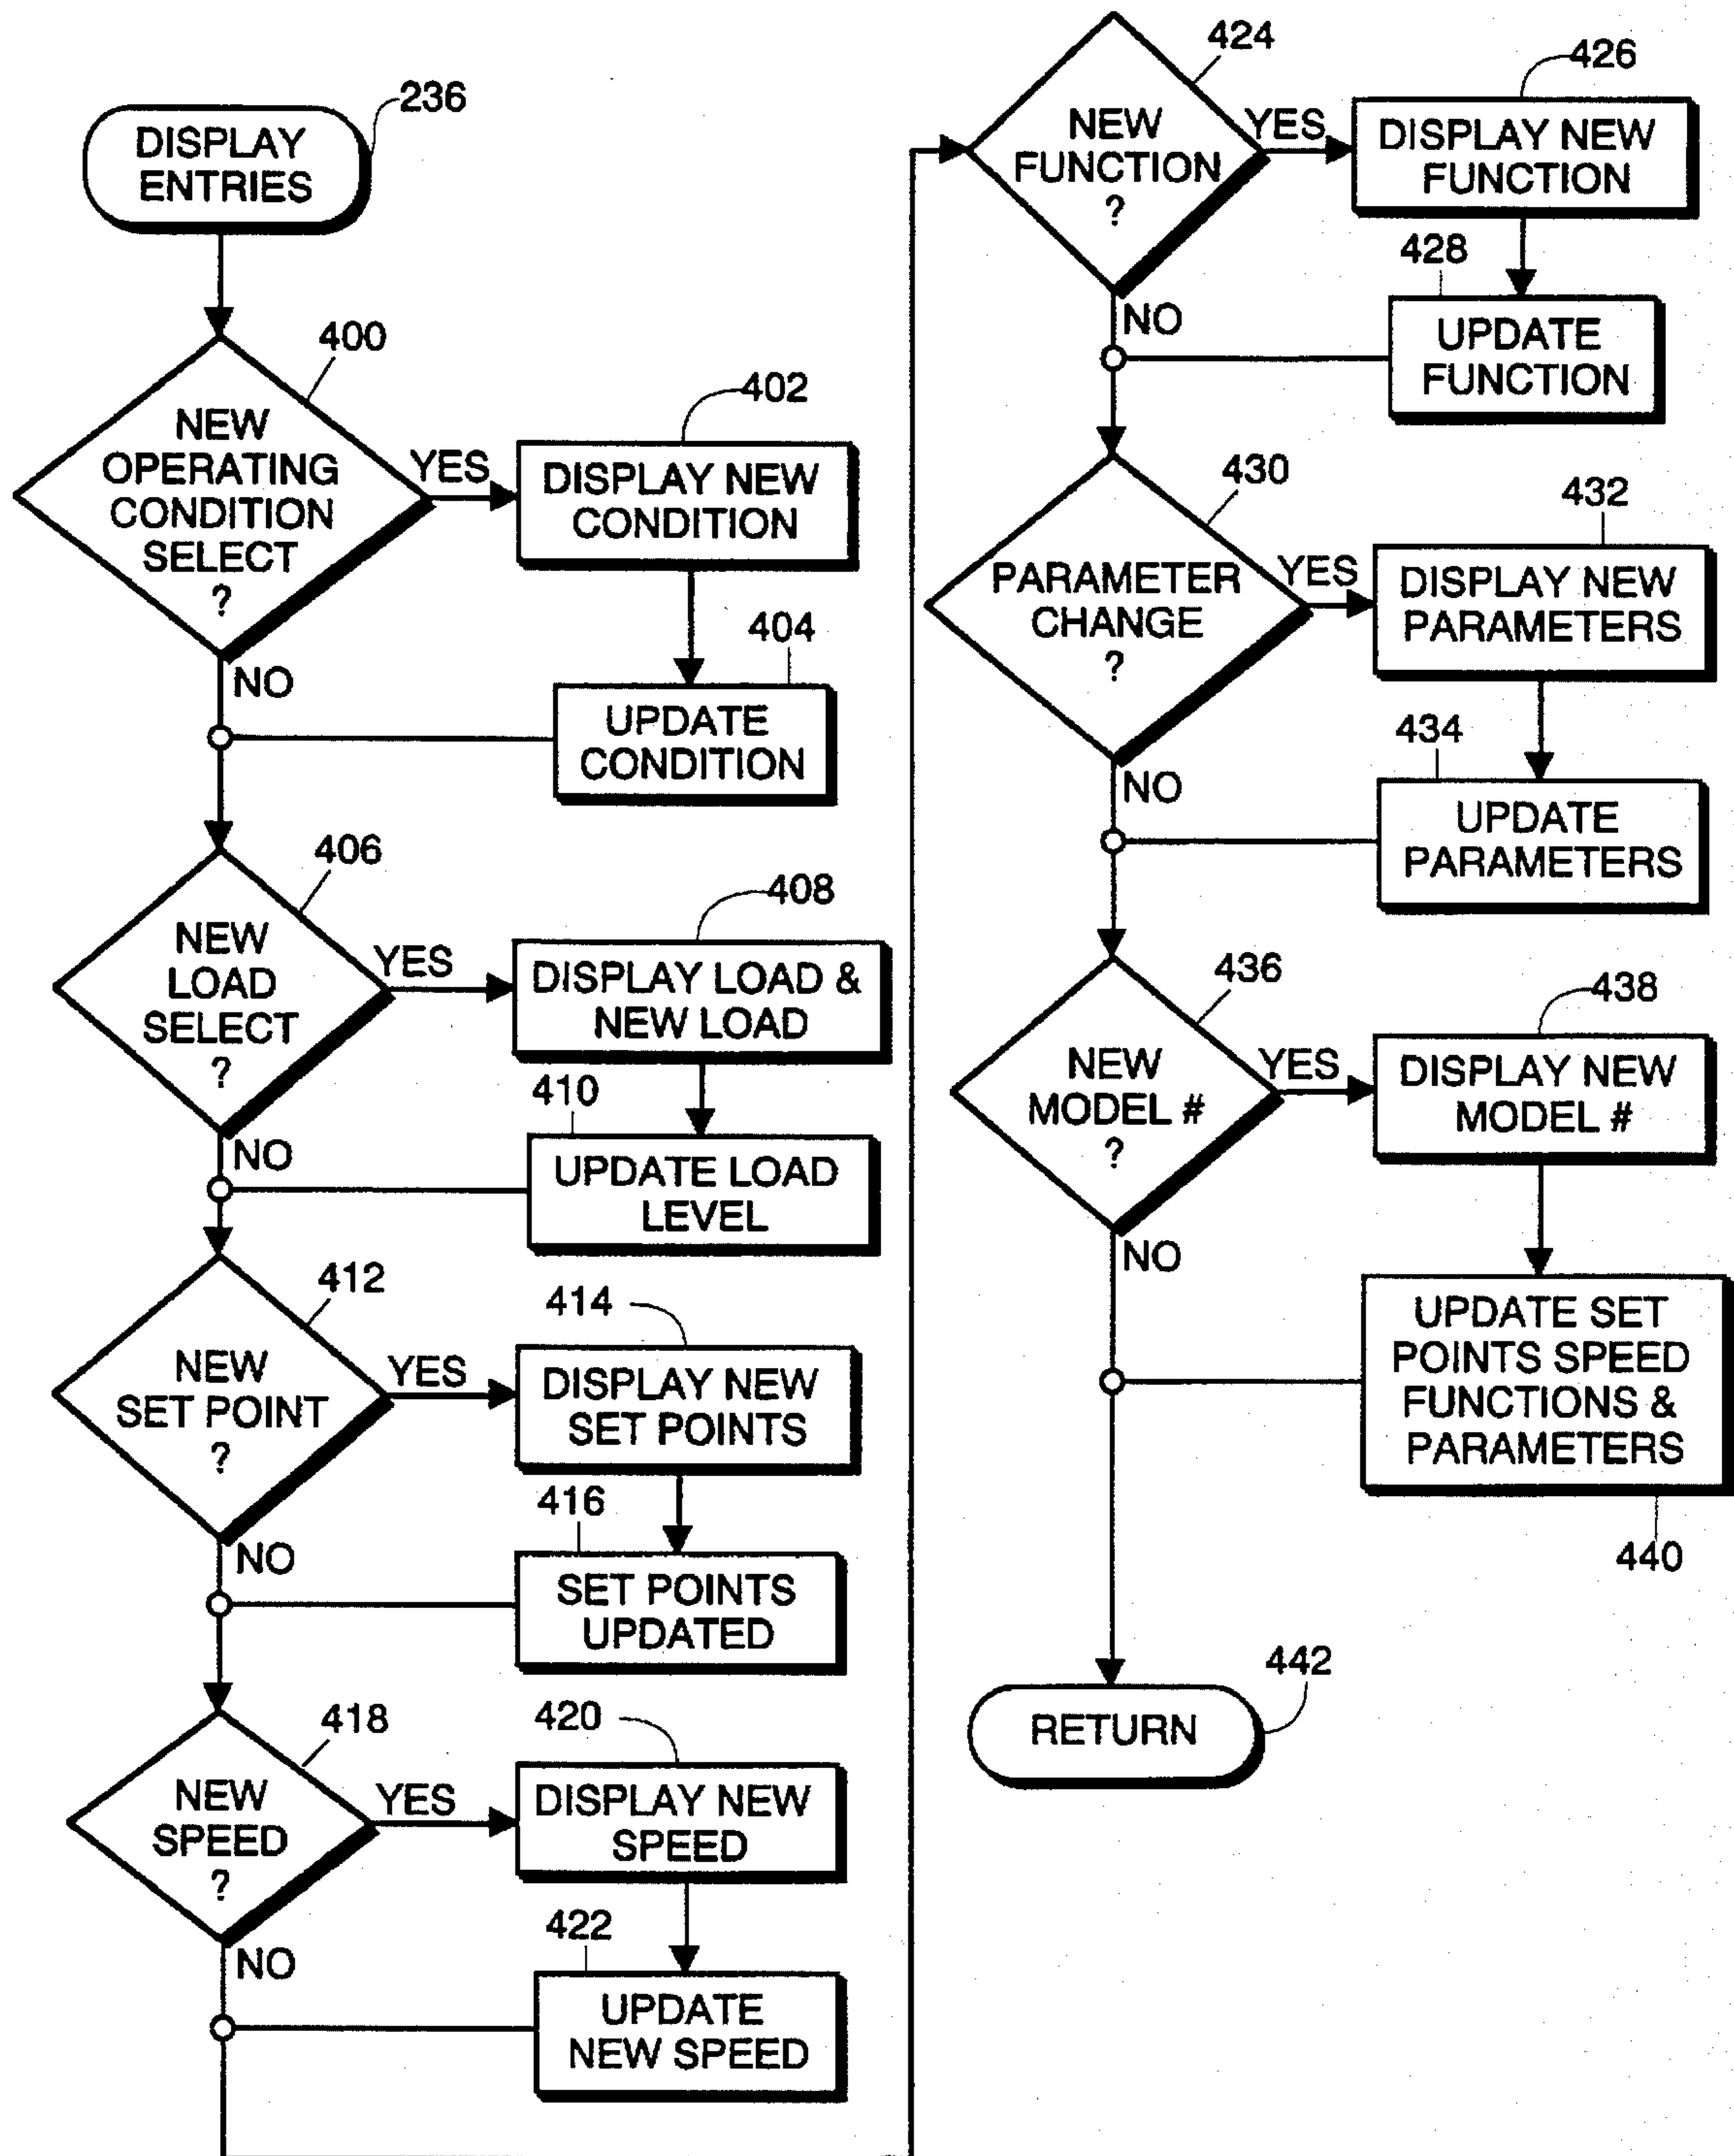 236
DISPLAY
ENTRIES
400
NEW
OPERATING
CONDITION
SELECT
?
YES
402
DISPLAY NEW
CONDITION
404
UPDATE
CONDITION
NO
406
NEW
LOAD
SELECT
?
YES
408
DISPLAY LOAD &
NEW LOAD
410
UPDATE LOAD
LEVEL
NO
412
NEW
SET POINT
?
YES
414
DISPLAY NEW
SET POINTS
416
SET POINTS
UPDATED
NO
418
NEW
SPEED
?
YES
420
DISPLAY NEW
SPEED
422
UPDATE
NEW SPEED
NO
424
NEW
FUNCTION
?
YES
426
DISPLAY NEW
FUNCTION
428
UPDATE
FUNCTION
NO
430
PARAMETER
CHANGE
?
YES
432
DISPLAY NEW
PARAMETERS
434
UPDATE
PARAMETERS
NO
436
NEW
MODEL #
?
YES
438
DISPLAY NEW
MODEL #
NO
UPDATE SET
POINTS SPEED
FUNCTIONS &
PARAMETERS
440
442
RETURN